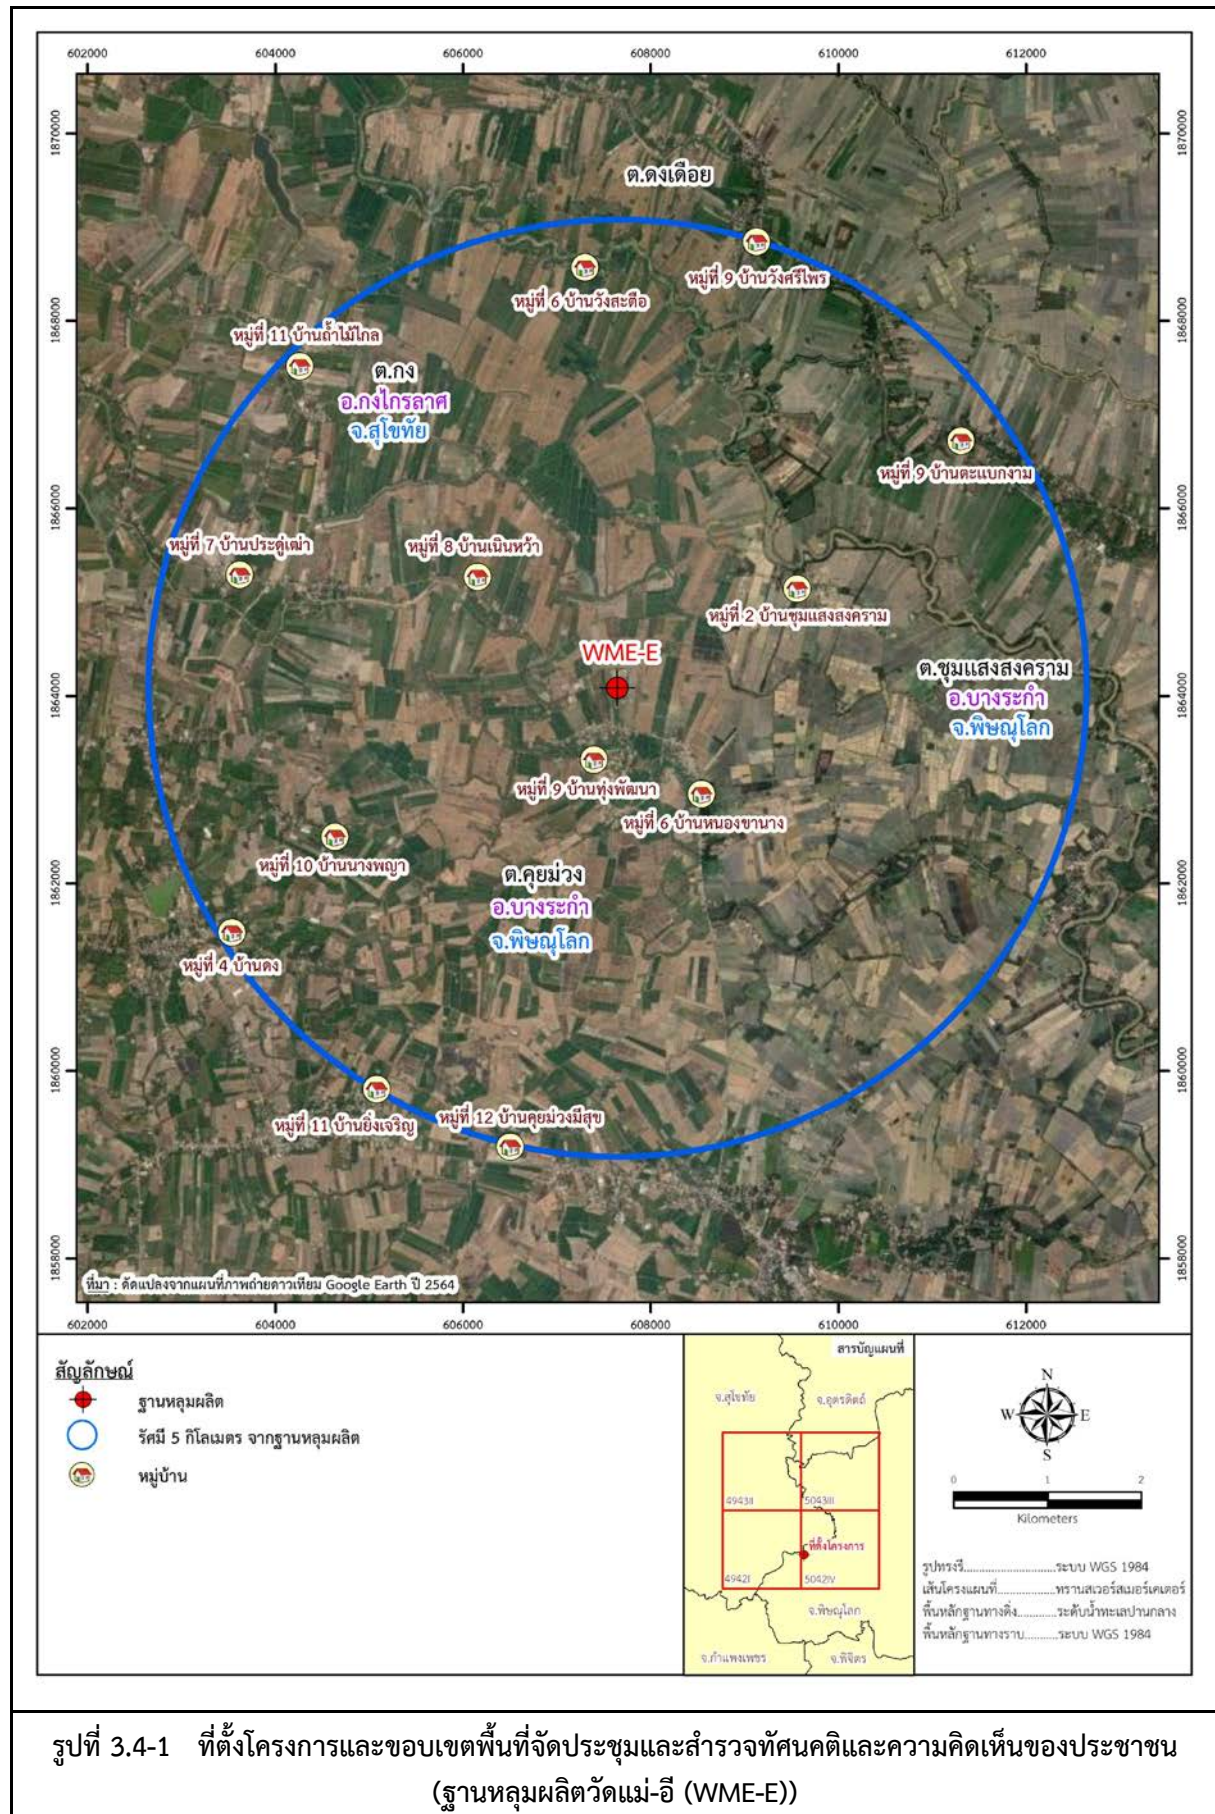 602000 604000 606000 608000 610000 612000
1870000 1870000
ต.ดงเดือย
หมู่ที่ 9 บ้านวังศรีไพร
หมู่ที่ 6 บ้านวังสะตือ
1868000 1868000
หมู่ที่ 11 บ้านถ้ำไม้ไกล
ต.กง
อ.กงไกรลาศ
จ.สุโขทัย
หมู่ที่ 9 บ้านตะแบกงาม
1866000 1866000
หมู่ที่ 7 บ้านประดู่เฒ่า
หมู่ที่ 8 บ้านเนินหว้า
หมู่ที่ 2 บ้านชุมแสงสงคราม
WME-E
ต.ชุมแสงสงคราม
อ.บางระกำ
จ.พิษณุโลก
1864000 1864000
หมู่ที่ 9 บ้านทุ่งพัฒนา
หมู่ที่ 6 บ้านหนองขานาง
หมู่ที่ 10 บ้านนางพญา
ต.คุยม่วง
อ.บางระกำ
จ.พิษณุโลก
1862000 1862000
หมู่ที่ 4 บ้านดง
1860000 1860000
หมู่ที่ 11 บ้านยิ่งเจริญ
หมู่ที่ 12 บ้านคุยม่วงมีสุข
1858000 1858000
ที่มา : ดัดแปลงจากแผนที่ภาพถ่ายดาวเทียม Google Earth ปี 2564
602000 604000 606000 608000 610000 612000
สัญลักษณ์
ฐานหลุมผลิต
รัศมี 5 กิโลเมตร จากฐานหลุมผลิต
หมู่บ้าน
สารบัญแผนที่
จ.สุโขทัย
จ.อุตรดิตถ์
4943II 5043III
ที่ตั้งโครงการ
4942I 5042IV
จ.พิษณุโลก
จ.กำแพงเพชร
จ.พิจิตร
N
W E
S
0 1 2
Kilometers
รูปทรงรี..............................ระบบ WGS 1984
เส้นโครงแผนที่..................ทรานสเวอร์สเมอร์เคเตอร์
พื้นหลักฐานทางดิ่ง............ระดับน้ำทะเลปานกลาง
พื้นหลักฐานทางราบ..........ระบบ WGS 1984
รูปที่ 3.4-1 ที่ตั้งโครงการและขอบเขตพื้นที่จัดประชุมและสำรวจทัศนคติและความคิดเห็นของประชาชน
(ฐานหลุมผลิตวัดแม่-อี (WME-E))